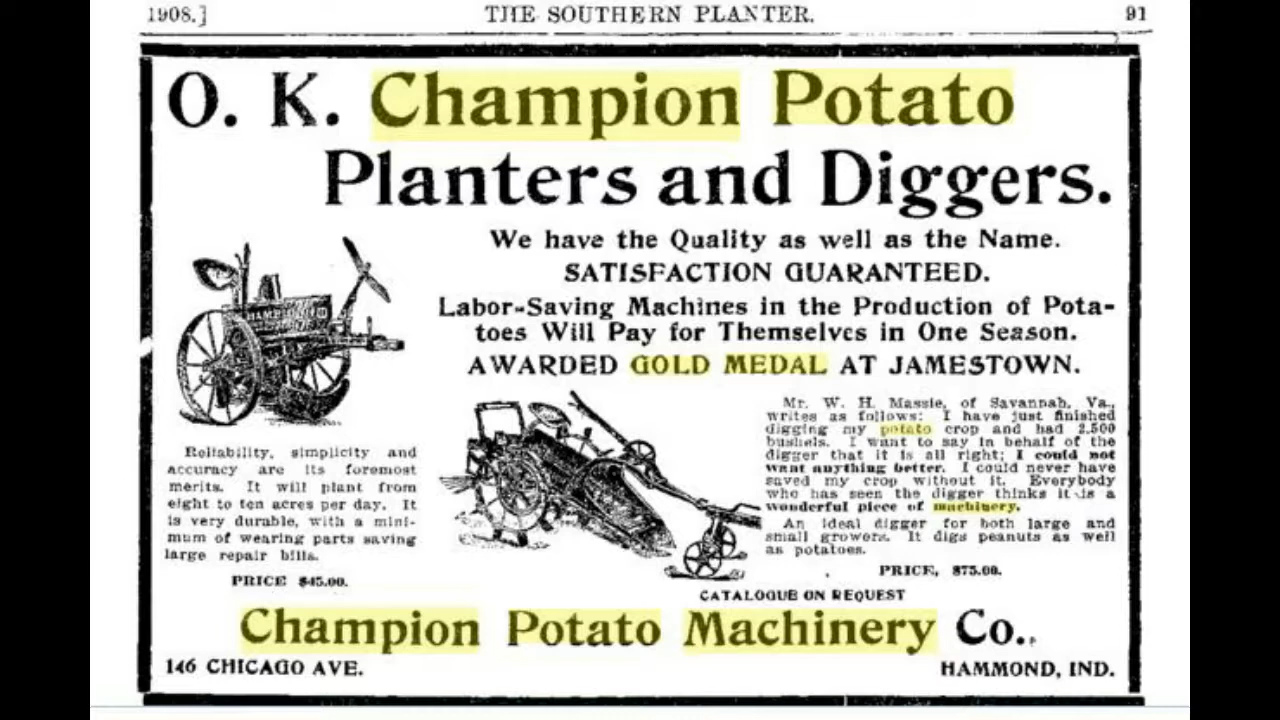 1908.] THE SOUTHERN PLANTER. 91
O. K. Champion Potato
Planters and Diggers.
We have the Quality as well as the Name.
SATISFACTION GUARANTEED.
Labor-Saving Machines in the Production of Pota-
toes Will Pay for Themselves in One Season.
AWARDED GOLD MEDAL AT JAMESTOWN.
Reliability, simplicity and
accuracy are its foremost
merits. It will plant from
eight to ten acres per day. It
is very durable, with a mini-
mum of wearing parts saving
large repair bills.
PRICE $45.00.
Mr. W. H. Massie, of Savannah, Va.,
writes as follows: I have just finished
digging my potato crop and had 2,500
bushels. I want to say in behalf of the
digger that it is all right; I could not
want anything better. I could never have
saved my crop without it. Everybody
who has seen the digger thinks it is a
wonderful piece of machinery.
An ideal digger for both large and
small growers. It digs peanuts as well
as potatoes.
PRICE, $75.00.
CATALOGUE ON REQUEST
Champion Potato Machinery Co.
146 CHICAGO AVE. HAMMOND, IND.